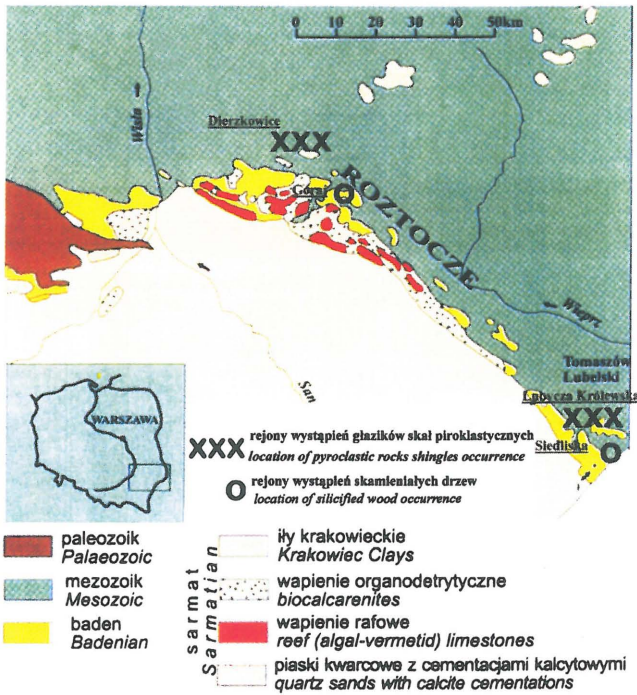 0 10 20 30 40 50km
Wisła
Dzierzkowice
XXX
Goraj
O
ROZTOCZE
Wieprz
San
Tomaszów
Lubelski
Lubycza Królewska
XXX
Siedliska
O
WARSZAWA
XXX rejony wystąpień głazików skał piroklastycznych
location of pyroclastic rocks shingles occurrence
O rejony wystąpień skamieniałych drzew
location of silicified wood occurrence
paleozoik
Palaeozoic
mezozoik
Mesozoic
baden
Badenian
sarmat
Sarmatian
iły krakowieckie
Krakowiec Clays
wapienie organodetrytyczne
biocalcarenites
wapienie rafowe
reef (algal-vermetid) limestones
piaski kwarcowe z cementacjami kalcytowymi
quartz sands with calcite cementations